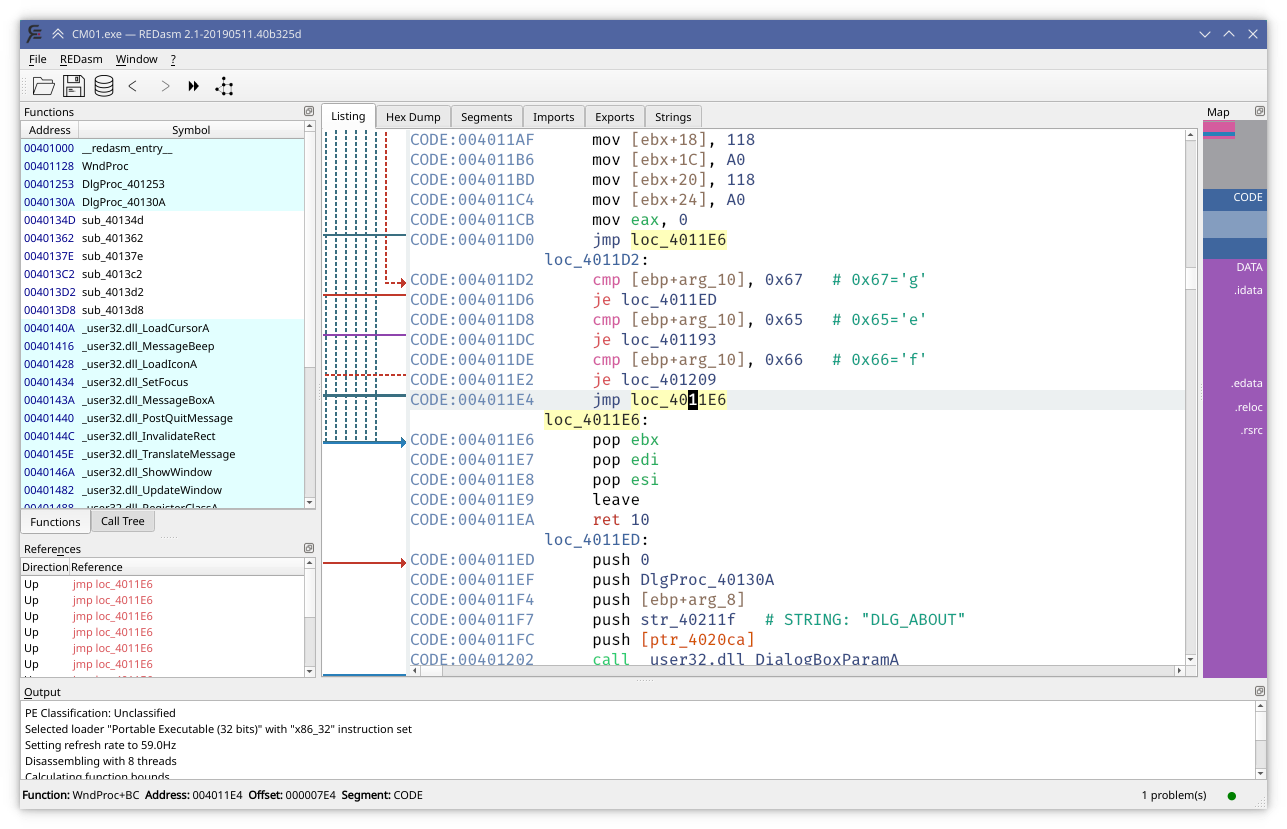 CM01.exe — REDasm 2.1-20190511.40b325d
File REDasm Window ?
Functions
Address Symbol
00401000 __redasm_entry__
00401128 WndProc
00401253 DlgProc_401253
0040130A DlgProc_40130A
0040134D sub_40134d
00401362 sub_401362
0040137E sub_40137e
004013C2 sub_4013c2
004013D2 sub_4013d2
004013D8 sub_4013d8
0040140A _user32.dll_LoadCursorA
00401416 _user32.dll_MessageBeep
00401428 _user32.dll_LoadIconA
00401434 _user32.dll_SetFocus
0040143A _user32.dll_MessageBoxA
00401440 _user32.dll_PostQuitMessage
0040144C _user32.dll_InvalidateRect
0040145E _user32.dll_TranslateMessage
0040146A _user32.dll_ShowWindow
00401482 _user32.dll_UpdateWindow
00401488 _user32.dll_RegisterClassA
Functions Call Tree
References
Direction Reference
Up jmp loc_4011E6
Up jmp loc_4011E6
Up jmp loc_4011E6
Up jmp loc_4011E6
Up jmp loc_4011E6
Up jmp loc_4011E6
Listing Hex Dump Segments Imports Exports Strings
CODE:004011AF mov [ebx+18], 118
CODE:004011B6 mov [ebx+1C], A0
CODE:004011BD mov [ebx+20], 118
CODE:004011C4 mov [ebx+24], A0
CODE:004011CB mov eax, 0
CODE:004011D0 jmp loc_4011E6
loc_4011D2:
CODE:004011D2 cmp [ebp+arg_10], 0x67 # 0x67='g'
CODE:004011D6 je loc_4011ED
CODE:004011D8 cmp [ebp+arg_10], 0x65 # 0x65='e'
CODE:004011DC je loc_401193
CODE:004011DE cmp [ebp+arg_10], 0x66 # 0x66='f'
CODE:004011E2 je loc_401209
CODE:004011E4 jmp loc_4011E6
loc_4011E6:
CODE:004011E6 pop ebx
CODE:004011E7 pop edi
CODE:004011E8 pop esi
CODE:004011E9 leave
CODE:004011EA ret 10
loc_4011ED:
CODE:004011ED push 0
CODE:004011EF push DlgProc_40130A
CODE:004011F4 push [ebp+arg_8]
CODE:004011F7 push str_40211f # STRING: "DLG_ABOUT"
CODE:004011FC push [ptr_4020ca]
CODE:00401202 call _user32.dll_DialogBoxParamA
Map
CODE
DATA
.idata
.edata
.reloc
.rsrc
Output
PE Classification: Unclassified
Selected loader "Portable Executable (32 bits)" with "x86_32" instruction set
Setting refresh rate to 59.0Hz
Disassembling with 8 threads
Calculating function bounds
Function: WndProc+BC Address: 004011E4 Offset: 000007E4 Segment: CODE
1 problem(s)